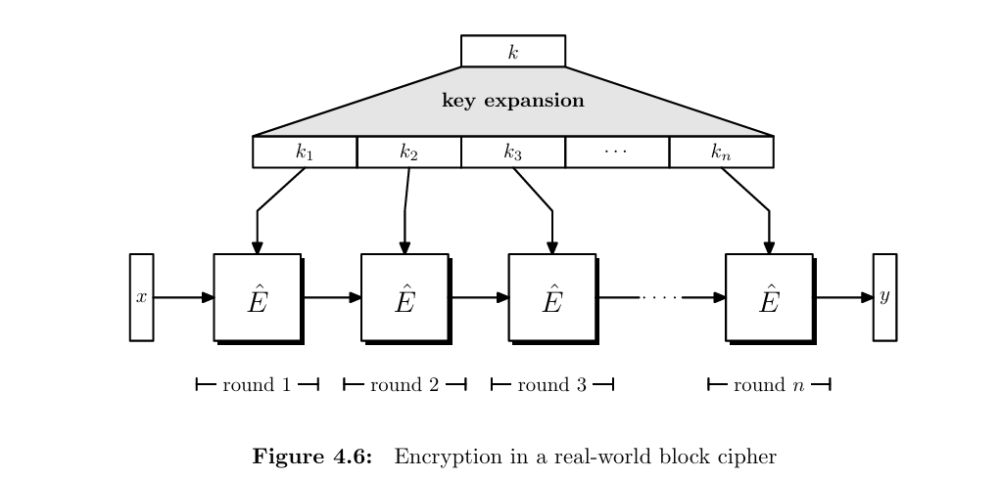 k
key expansion
k₁ k₂ k₃ ··· kₙ
x Ê Ê Ê ···· Ê y
round 1 round 2 round 3 round n
Figure 4.6: Encryption in a real-world block cipher